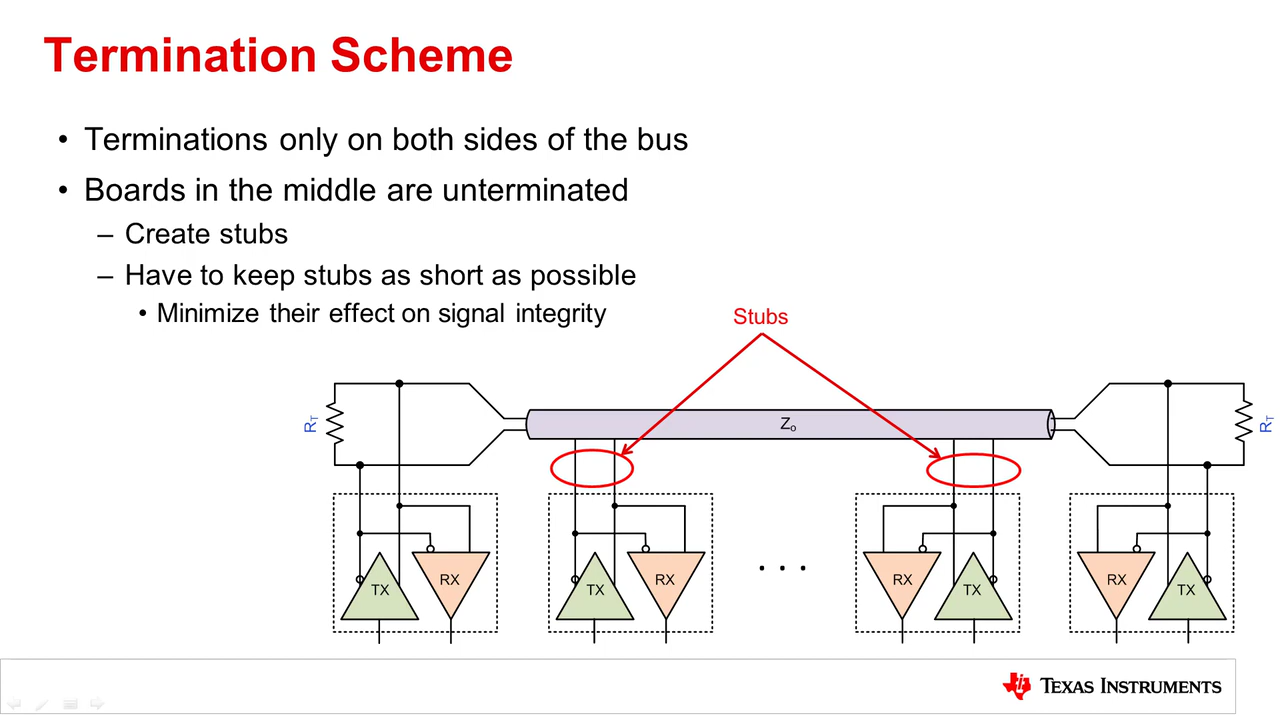 Termination Scheme
• Terminations only on both sides of the bus
• Boards in the middle are unterminated
– Create stubs
– Have to keep stubs as short as possible
• Minimize their effect on signal integrity
Stubs
RT
Zo
RT
TX
RX
TX
RX
. . .
RX
TX
RX
TX
TEXAS INSTRUMENTS